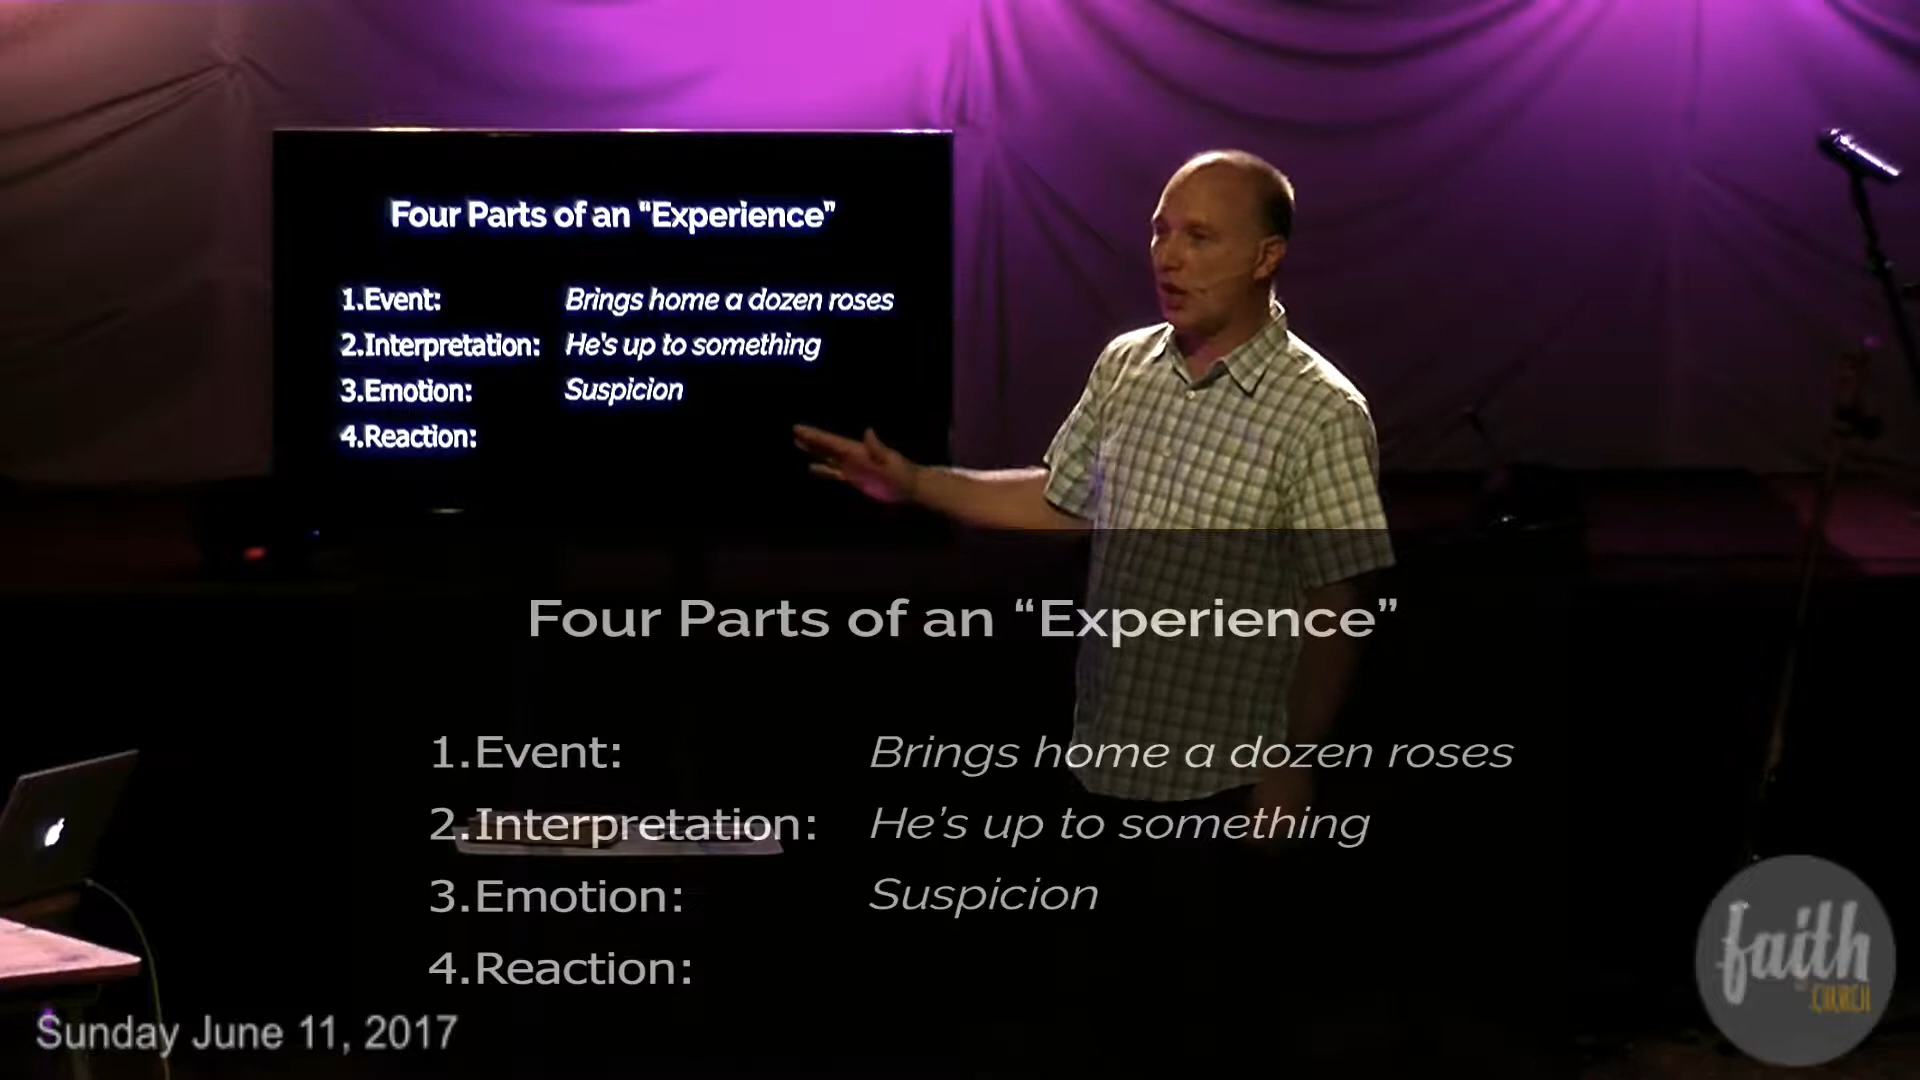 Four Parts of an “Experience”
1.Event: Brings home a dozen roses
2.Interpretation: He's up to something
3.Emotion: Suspicion
4.Reaction:
Four Parts of an “Experience”
1.Event: Brings home a dozen roses
2.Interpretation: He’s up to something
3.Emotion: Suspicion
4.Reaction:
Sunday June 11, 2017
faith
.CHURCH